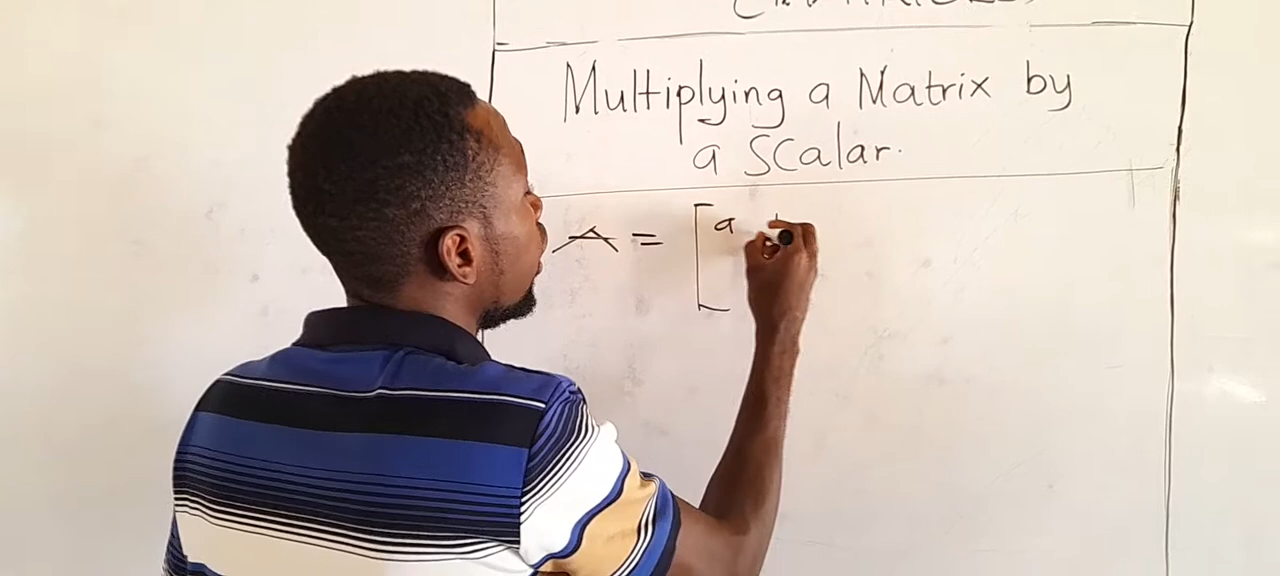 Multiplying a Matrix by
a Scalar.
A = [ a